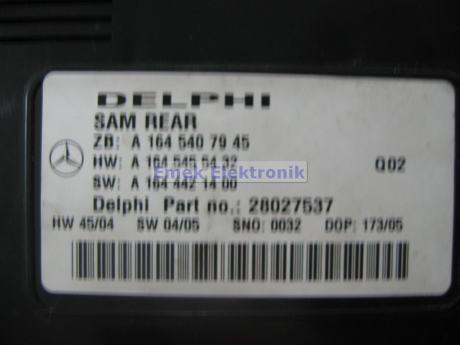 DELPHI
SAM REAR
ZB: A 164 540 79 45
HW: A 164 545 54 32 Q02
Emek Elektronik
SW: A 164 442 14 00
Delphi Part no.: 28027537
HW 45/04 SW 04/05 SNO: 0032 DOP: 173/05